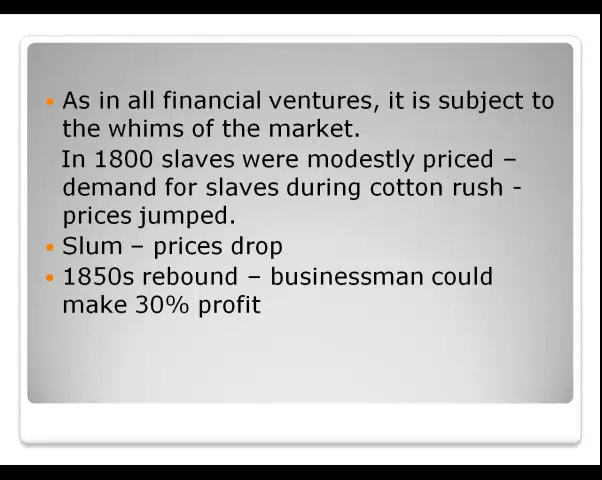 • As in all financial ventures, it is subject to
the whims of the market.
In 1800 slaves were modestly priced –
demand for slaves during cotton rush -
prices jumped.
• Slum – prices drop
• 1850s rebound – businessman could
make 30% profit